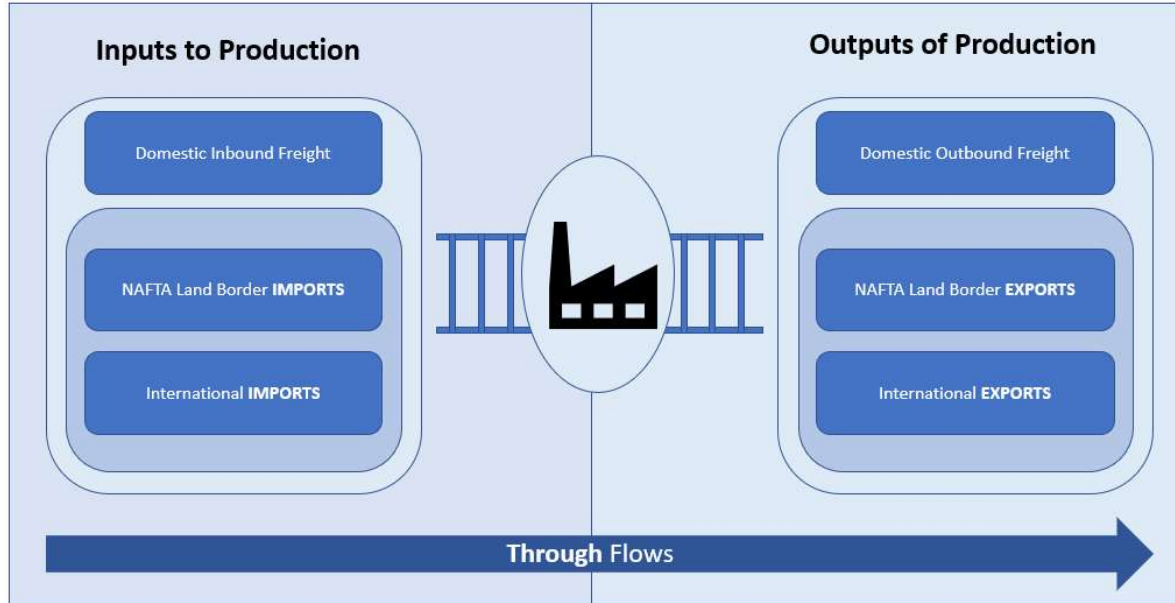 Inputs to Production
Domestic Inbound Freight
NAFTA Land Border IMPORTS
International IMPORTS
Outputs of Production
Domestic Outbound Freight
NAFTA Land Border EXPORTS
International EXPORTS
Through Flows